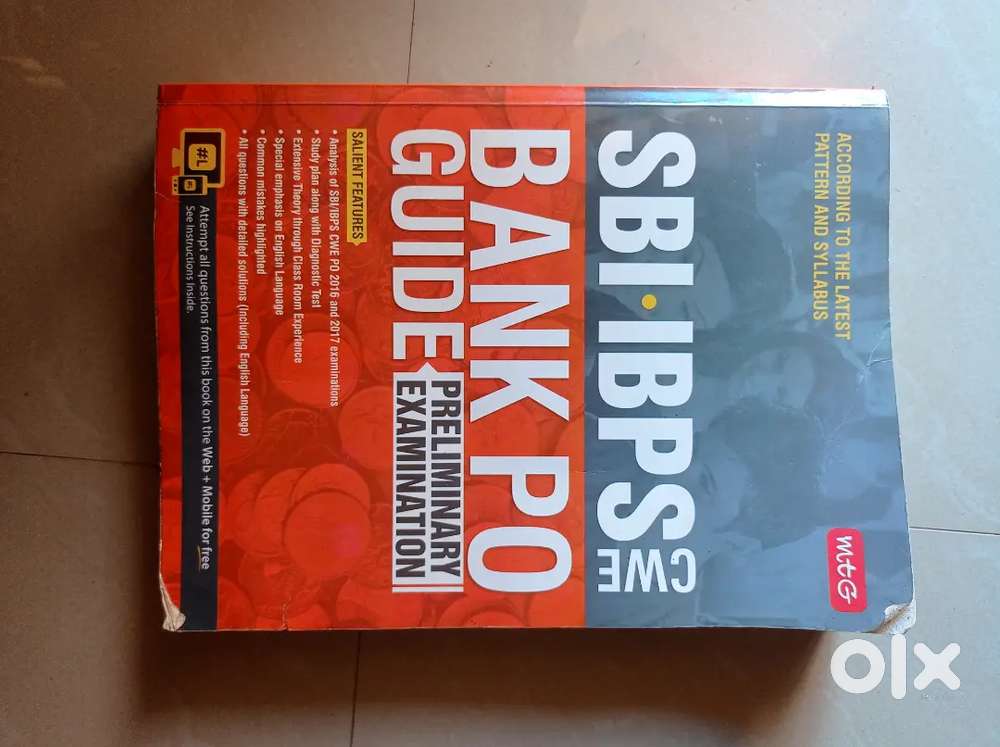 ACCORDING TO THE LATEST
PATTERN AND SYLLABUS
mtG
SBI·IBPS
CWE
BANK PO
GUIDE
PRELIMINARY
EXAMINATION
SALIENT FEATURES
• Analysis of SBI/IBPS CWE PO 2016 and 2017 examinations
• Study plan along with Diagnostic Test
• Extensive Theory through Class Room Experience
• Special emphasis on English Language
• Common mistakes highlighted
• All questions with detailed solutions (Including English Language)
#L
Attempt all questions from this book on the Web + Mobile for free
See Instructions Inside.
olx